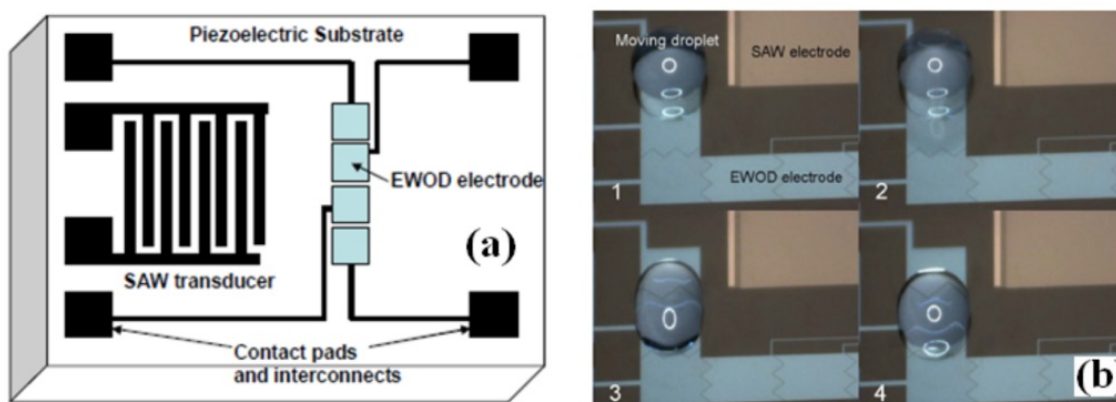 Piezoelectric Substrate
EWOD electrode
(a)
SAW transducer
Contact pads
and interconnects
Moving droplet
SAW electrode
EWOD electrode
1
2
3
4
(b)